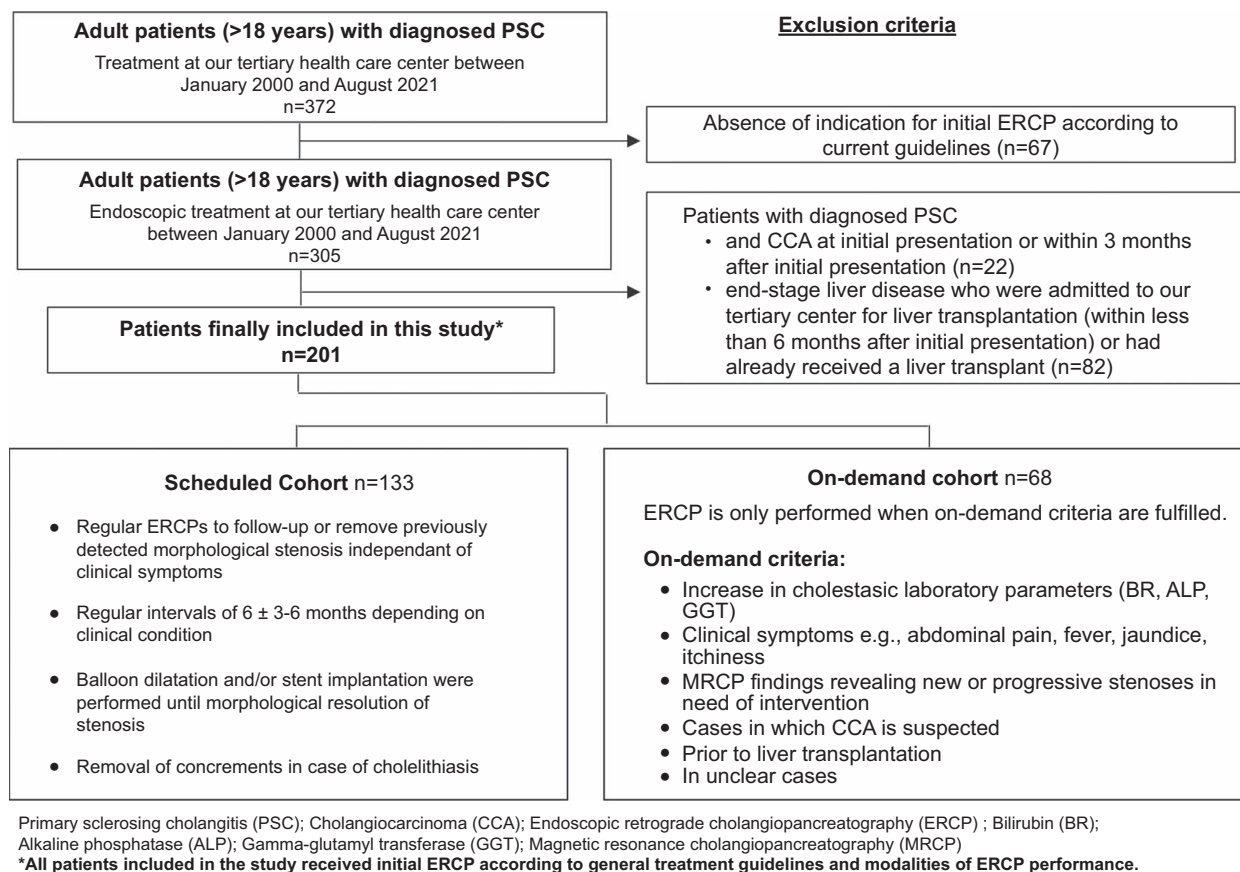 Adult patients (>18 years) with diagnosed PSC
Treatment at our tertiary health care center between
January 2000 and August 2021
n=372
Exclusion criteria
Absence of indication for initial ERCP according to
current guidelines (n=67)
Adult patients (>18 years) with diagnosed PSC
Endoscopic treatment at our tertiary health care center
between January 2000 and August 2021
n=305
Patients with diagnosed PSC
• and CCA at initial presentation or within 3 months
after initial presentation (n=22)
• end-stage liver disease who were admitted to our
tertiary center for liver transplantation (within less
than 6 months after initial presentation) or had
already received a liver transplant (n=82)
Patients finally included in this study*
n=201
Scheduled Cohort n=133
● Regular ERCPs to follow-up or remove previously
detected morphological stenosis independant of
clinical symptoms
● Regular intervals of 6 ± 3-6 months depending on
clinical condition
● Balloon dilatation and/or stent implantation were
performed until morphological resolution of
stenosis
● Removal of concrements in case of cholelithiasis
On-demand cohort n=68
ERCP is only performed when on-demand criteria are fulfilled.
On-demand criteria:
● Increase in cholestasic laboratory parameters (BR, ALP,
GGT)
● Clinical symptoms e.g., abdominal pain, fever, jaundice,
itchiness
● MRCP findings revealing new or progressive stenoses in
need of intervention
● Cases in which CCA is suspected
● Prior to liver transplantation
● In unclear cases
Primary sclerosing cholangitis (PSC); Cholangiocarcinoma (CCA); Endoscopic retrograde cholangiopancreatography (ERCP) ; Bilirubin (BR);
Alkaline phosphatase (ALP); Gamma-glutamyl transferase (GGT); Magnetic resonance cholangiopancreatography (MRCP)
*All patients included in the study received initial ERCP according to general treatment guidelines and modalities of ERCP performance.